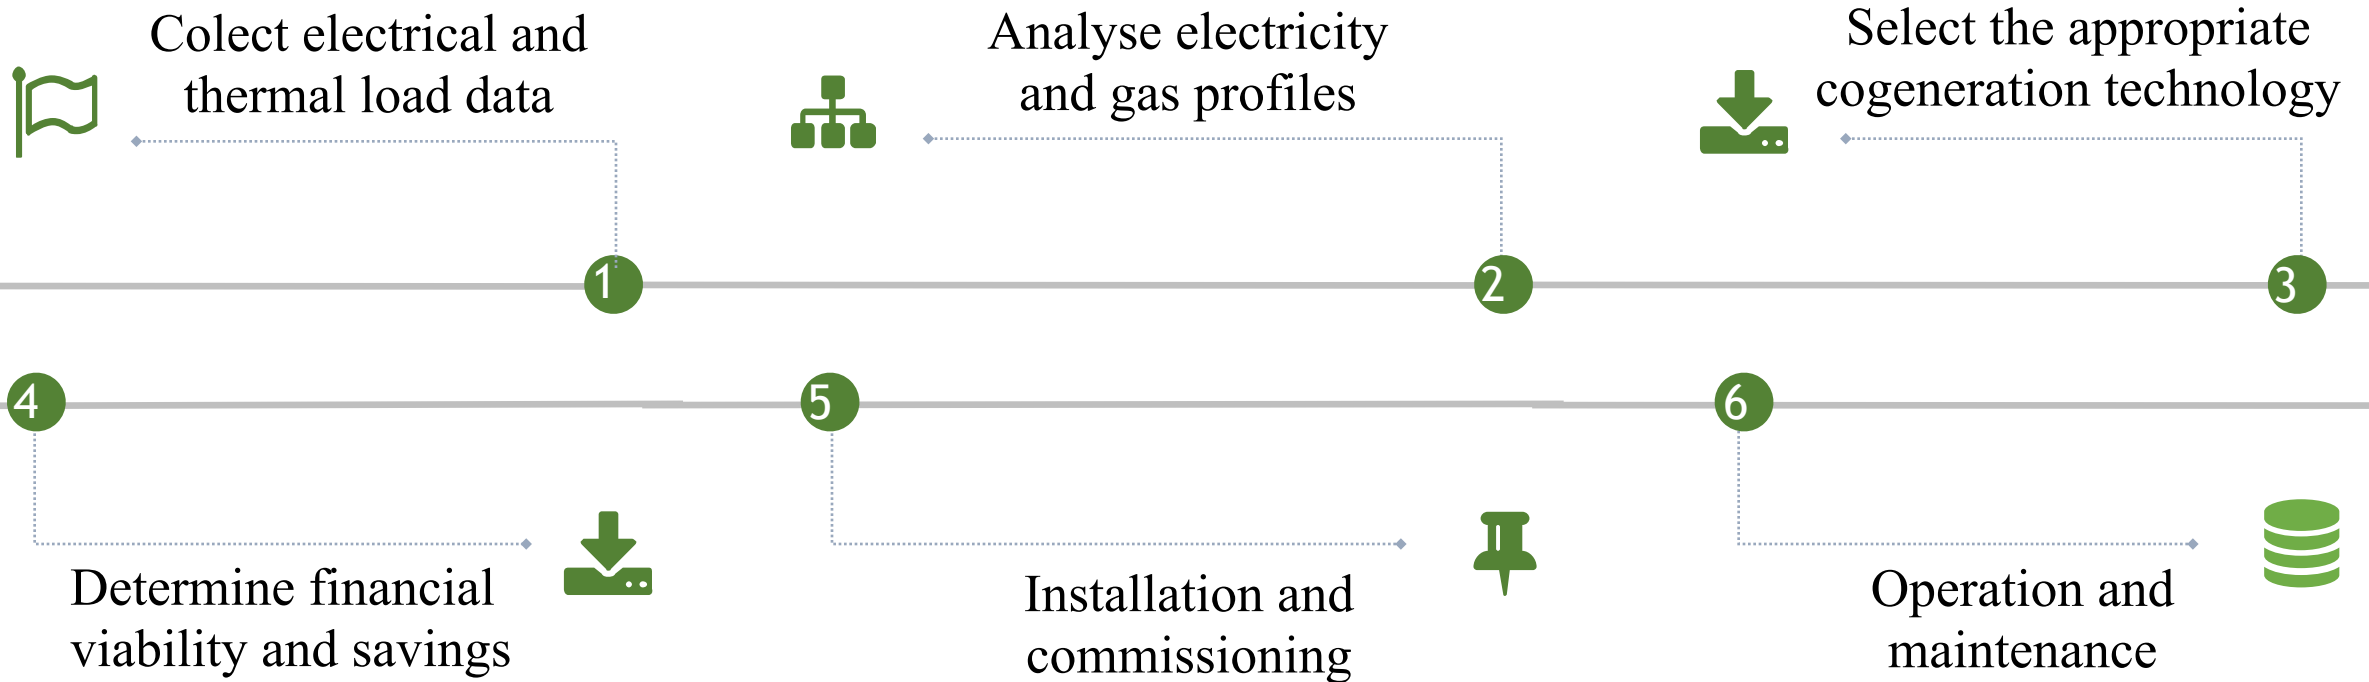 Colect electrical and
thermal load data
1
Analyse electricity
and gas profiles
2
Select the appropriate
cogeneration technology
3
4
Determine financial
viability and savings
5
Installation and
commissioning
6
Operation and
maintenance